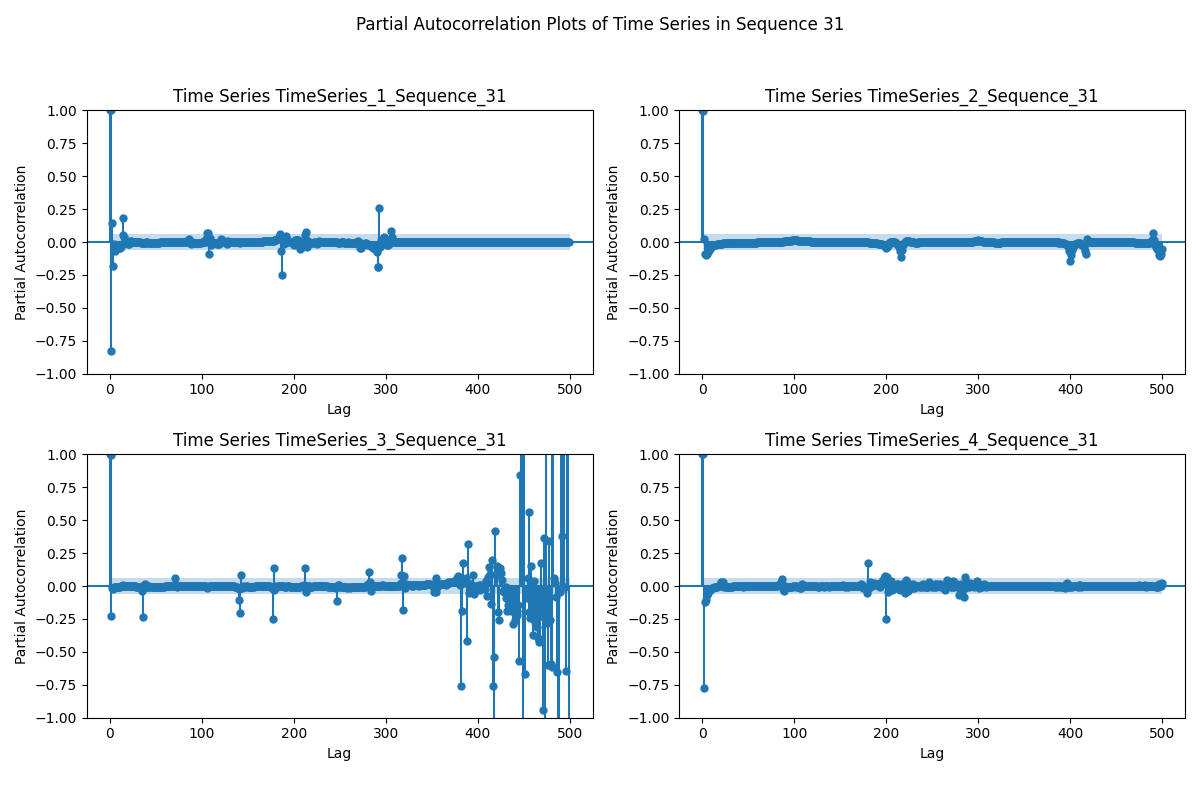 Partial Autocorrelation Plots of Time Series in Sequence 31
Time Series TimeSeries_1_Sequence_31
Time Series TimeSeries_2_Sequence_31
1.00
0.75
0.50
0.25
0.00
−0.25
−0.50
−0.75
−1.00
Partial Autocorrelation
0 100 200 300 400 500
Lag
1.00
0.75
0.50
0.25
0.00
−0.25
−0.50
−0.75
−1.00
Partial Autocorrelation
0 100 200 300 400 500
Lag
Time Series TimeSeries_3_Sequence_31
Time Series TimeSeries_4_Sequence_31
1.00
0.75
0.50
0.25
0.00
−0.25
−0.50
−0.75
−1.00
Partial Autocorrelation
0 100 200 300 400 500
Lag
1.00
0.75
0.50
0.25
0.00
−0.25
−0.50
−0.75
−1.00
Partial Autocorrelation
0 100 200 300 400 500
Lag